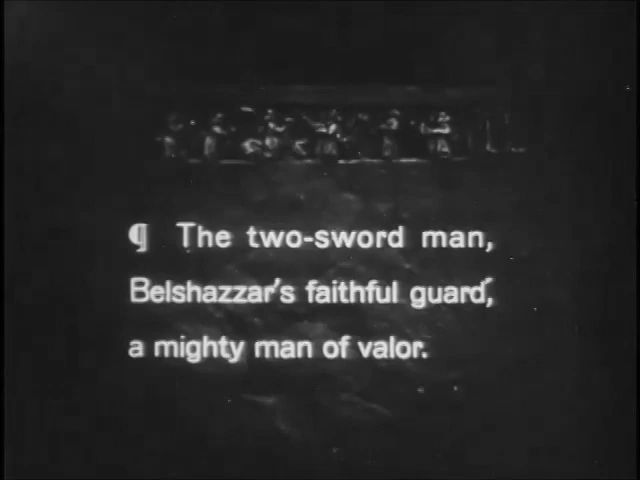 ¶ The two-sword man,
Belshazzar's faithful guard,
a mighty man of valor.